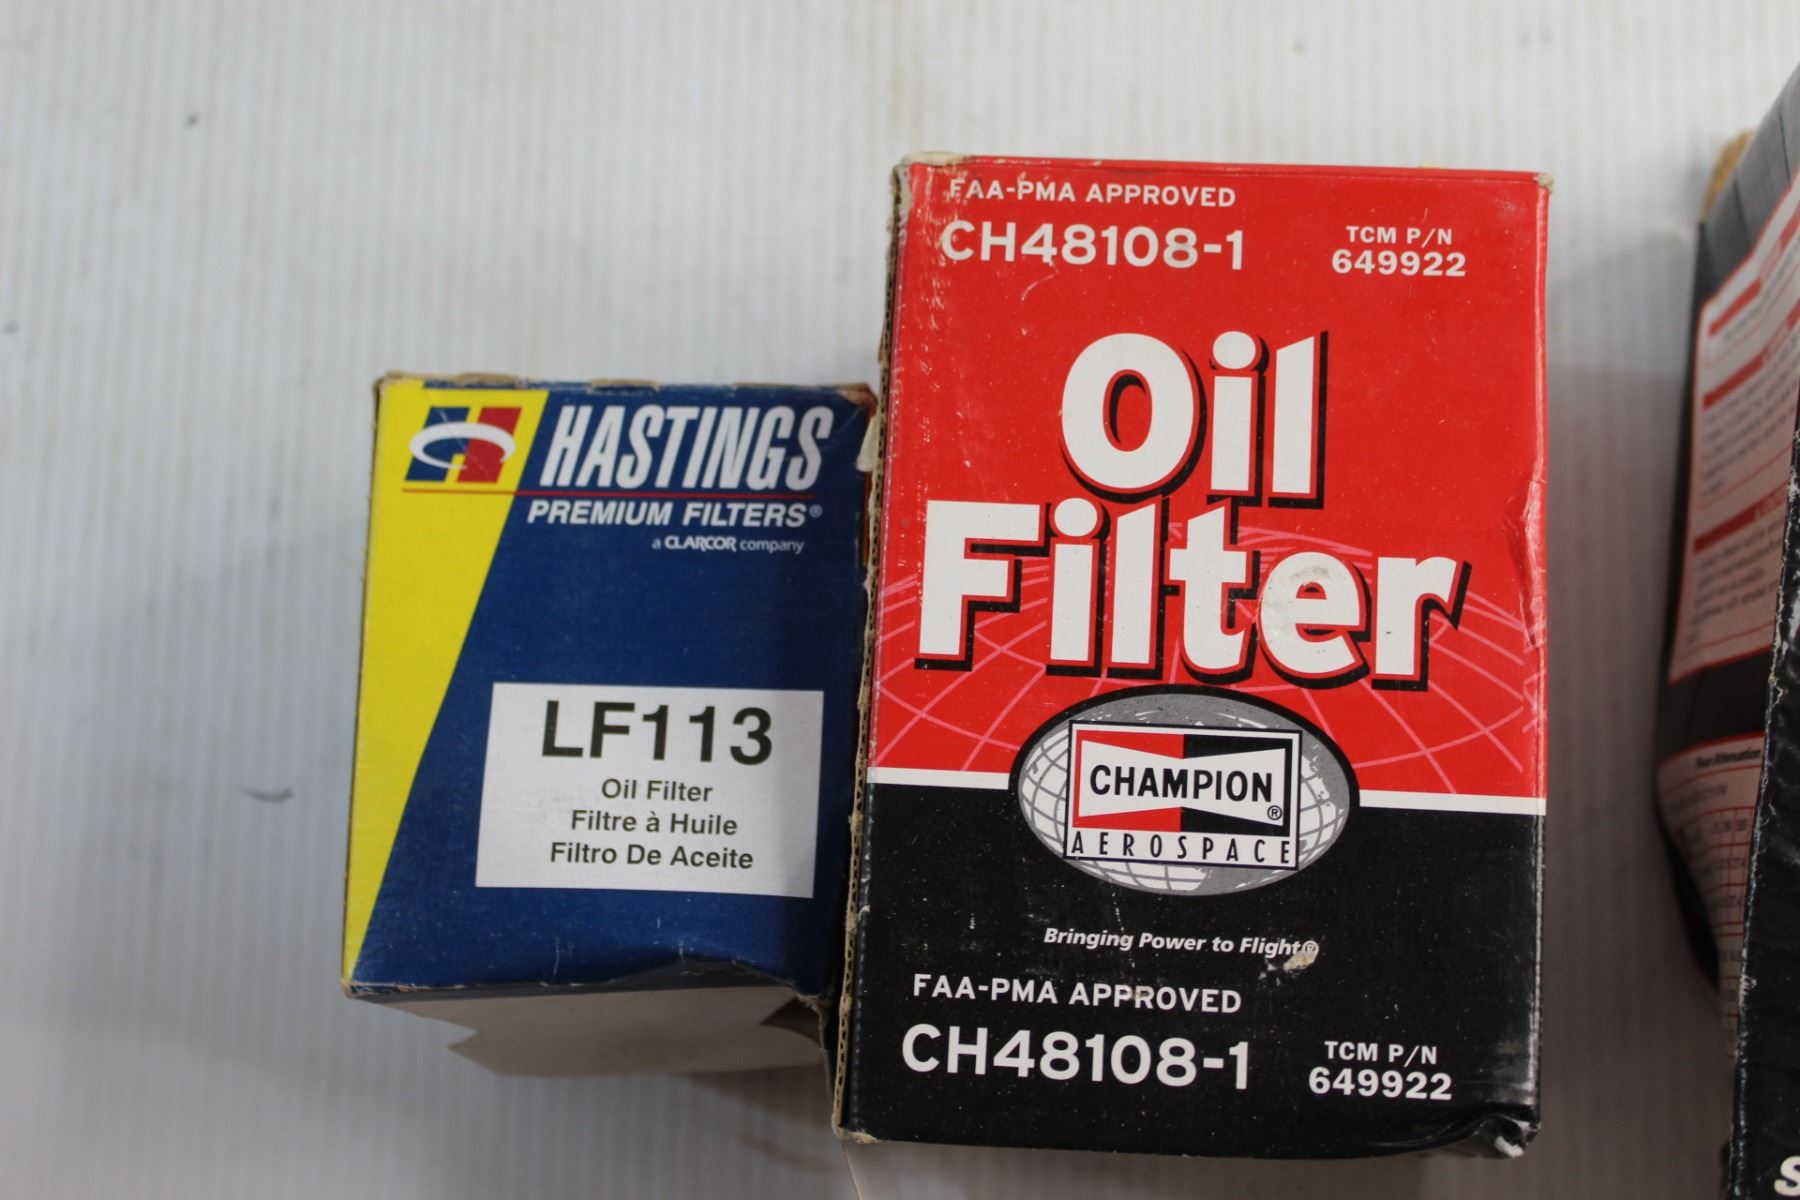 HASTINGS
PREMIUM FILTERS®
a CLARCOR company
LF113
Oil Filter
Filtre à Huile
Filtro De Aceite
FAA-PMA APPROVED
CH48108-1
TCM P/N
649922
Oil
Filter
CHAMPION®
AEROSPACE
Bringing Power to Flight®
FAA-PMA APPROVED
CH48108-1
TCM P/N
649922